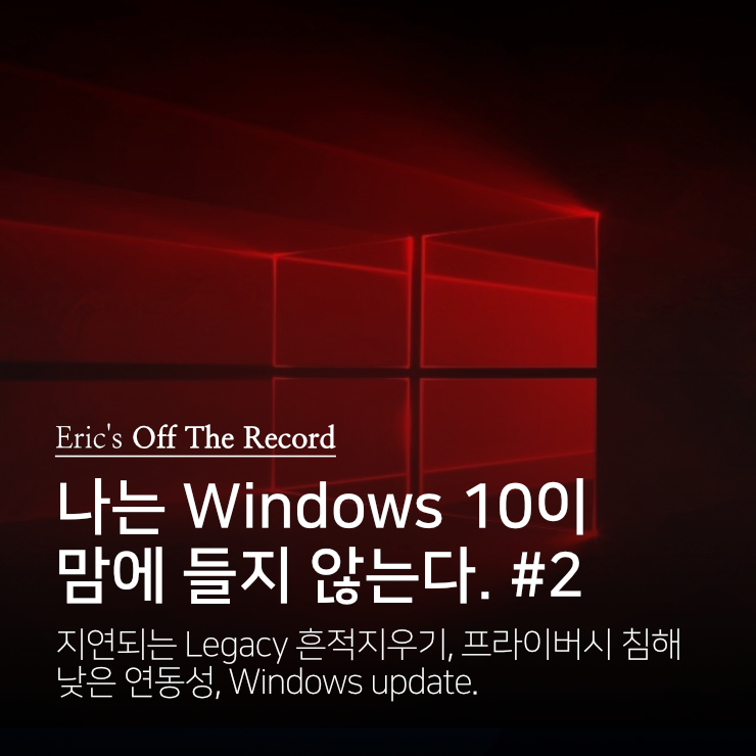 Eric's Off The Record
나는 Windows 10이
맘에 들지 않는다. #2
지연되는 Legacy 흔적지우기, 프라이버시 침해
낮은 연동성, Windows update.